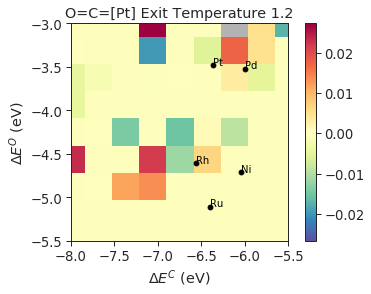 O=C=[Pt] Exit Temperature 1.2
−3.0
−3.5
−4.0
−4.5
−5.0
−5.5
ΔE^O (eV)
Pt
Pd
Rh
Ni
Ru
−8.0 −7.5 −7.0 −6.5 −6.0 −5.5
ΔE^C (eV)
0.02
0.01
0.00
−0.01
−0.02